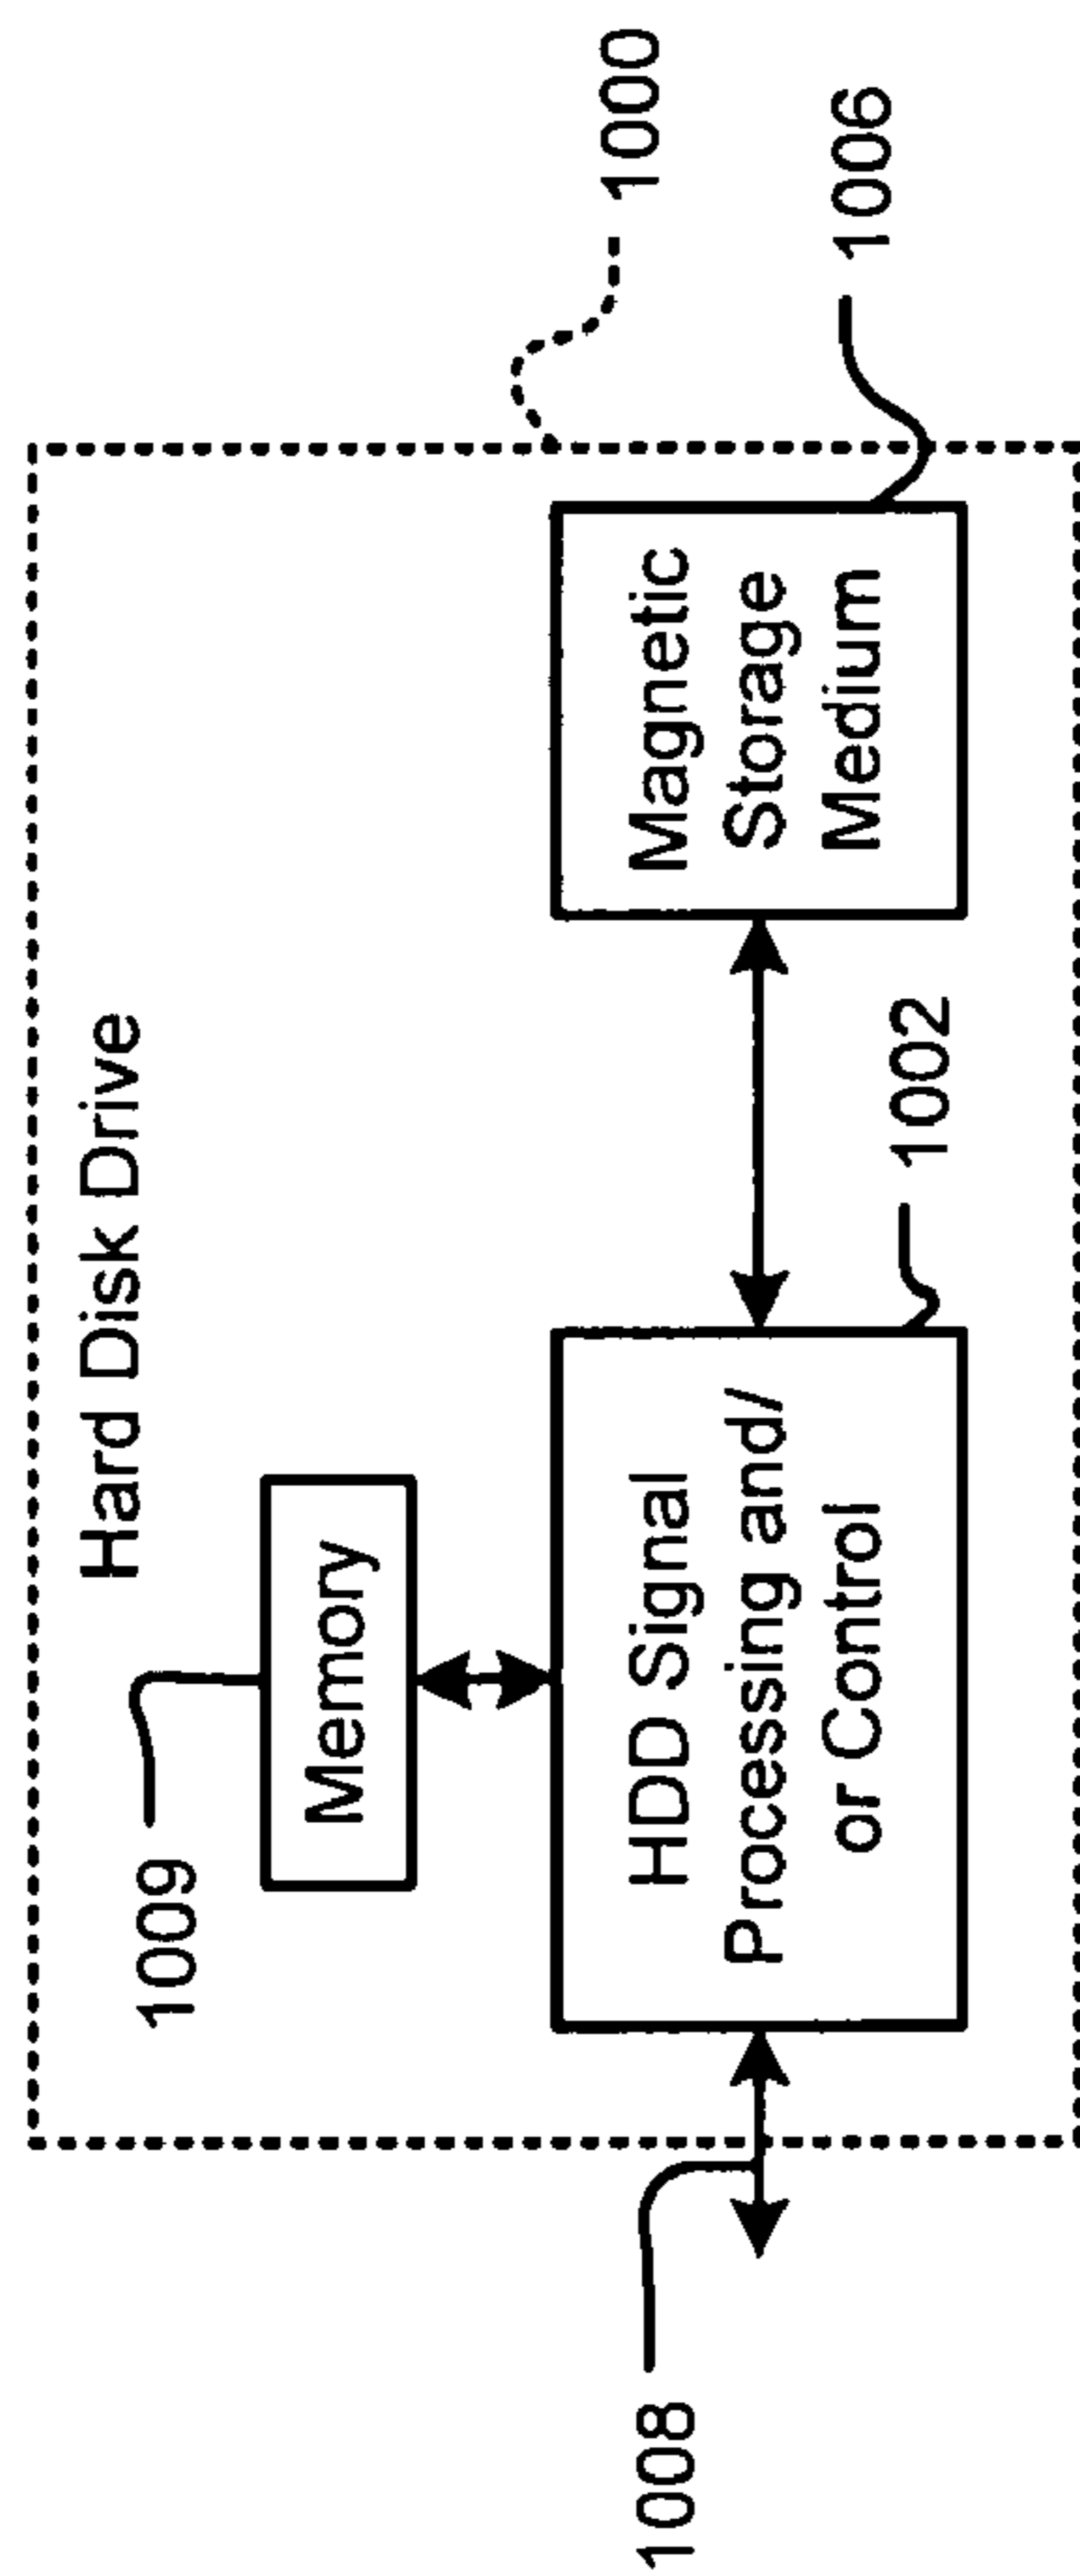 Hard Disk Drive
1000
1009
Memory
HDD Signal
Processing and/
or Control
Magnetic
Storage
Medium
1006
1002
1008